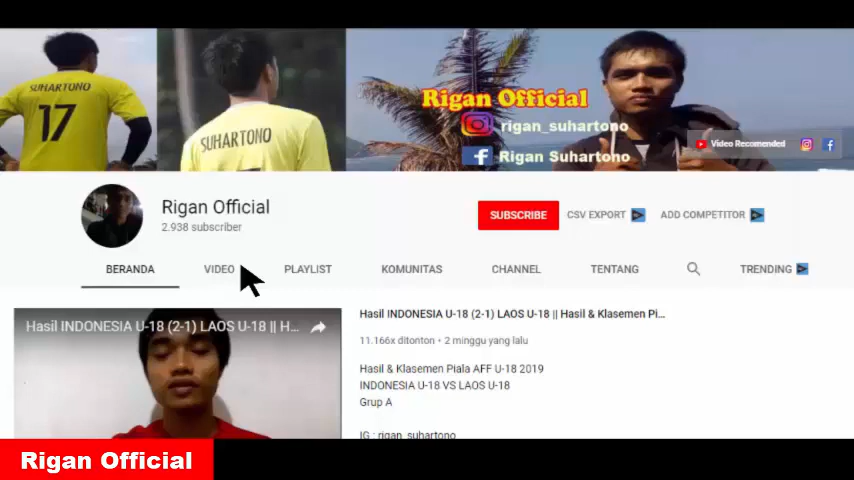 SUHARTONO
17
SUHARTONO
Rigan Official
rigan_suhartono
Rigan Suhartono
Video Recomended
Rigan Official
2.938 subscriber
SUBSCRIBE
CSV EXPORT
ADD COMPETITOR
BERANDA
VIDEO
PLAYLIST
KOMUNITAS
CHANNEL
TENTANG
TRENDING
Hasil INDONESIA U-18 (2-1) LAOS U-18 || H...
Hasil INDONESIA U-18 (2-1) LAOS U-18 || Hasil & Klasemen Pi...
11.166x ditonton • 2 minggu yang lalu
Hasil & Klasemen Piala AFF U-18 2019
INDONESIA U-18 VS LAOS U-18
Grup A
IG : rigan_suhartono
Rigan Official